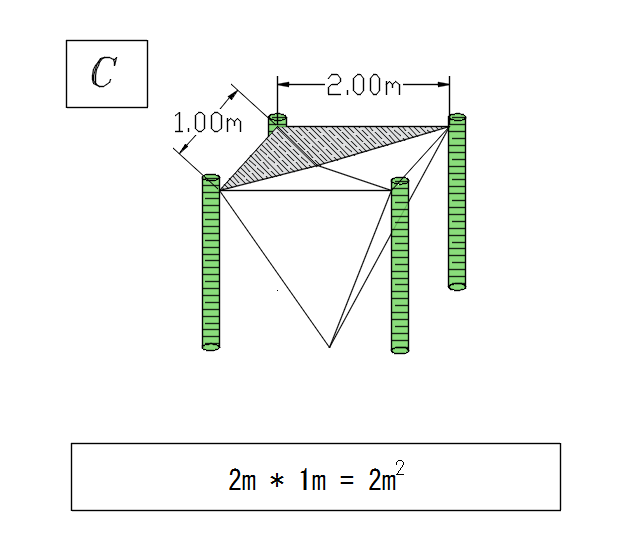 C
2.00m
1.00m
2m * 1m = 2m²